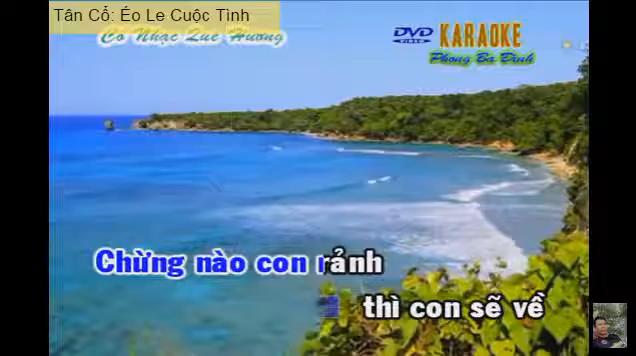 Tân Cổ: Éo Le Cuộc Tình
Cổ Nhạc Quê Hương
DVD VIDEO KARAOKE
Phong Ba Đình
Chừng nào con rảnh
thì con sẽ về